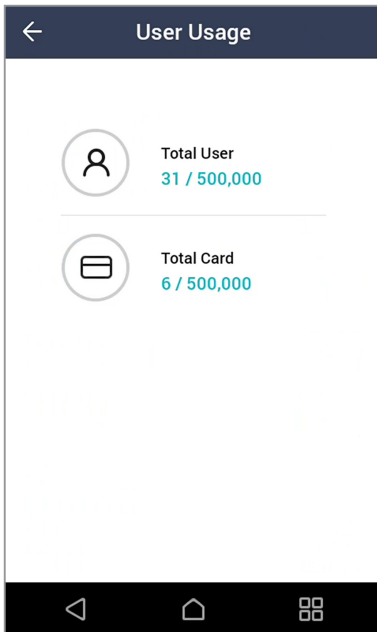 User Usage
Total User
31 / 500,000
Total Card
6 / 500,000